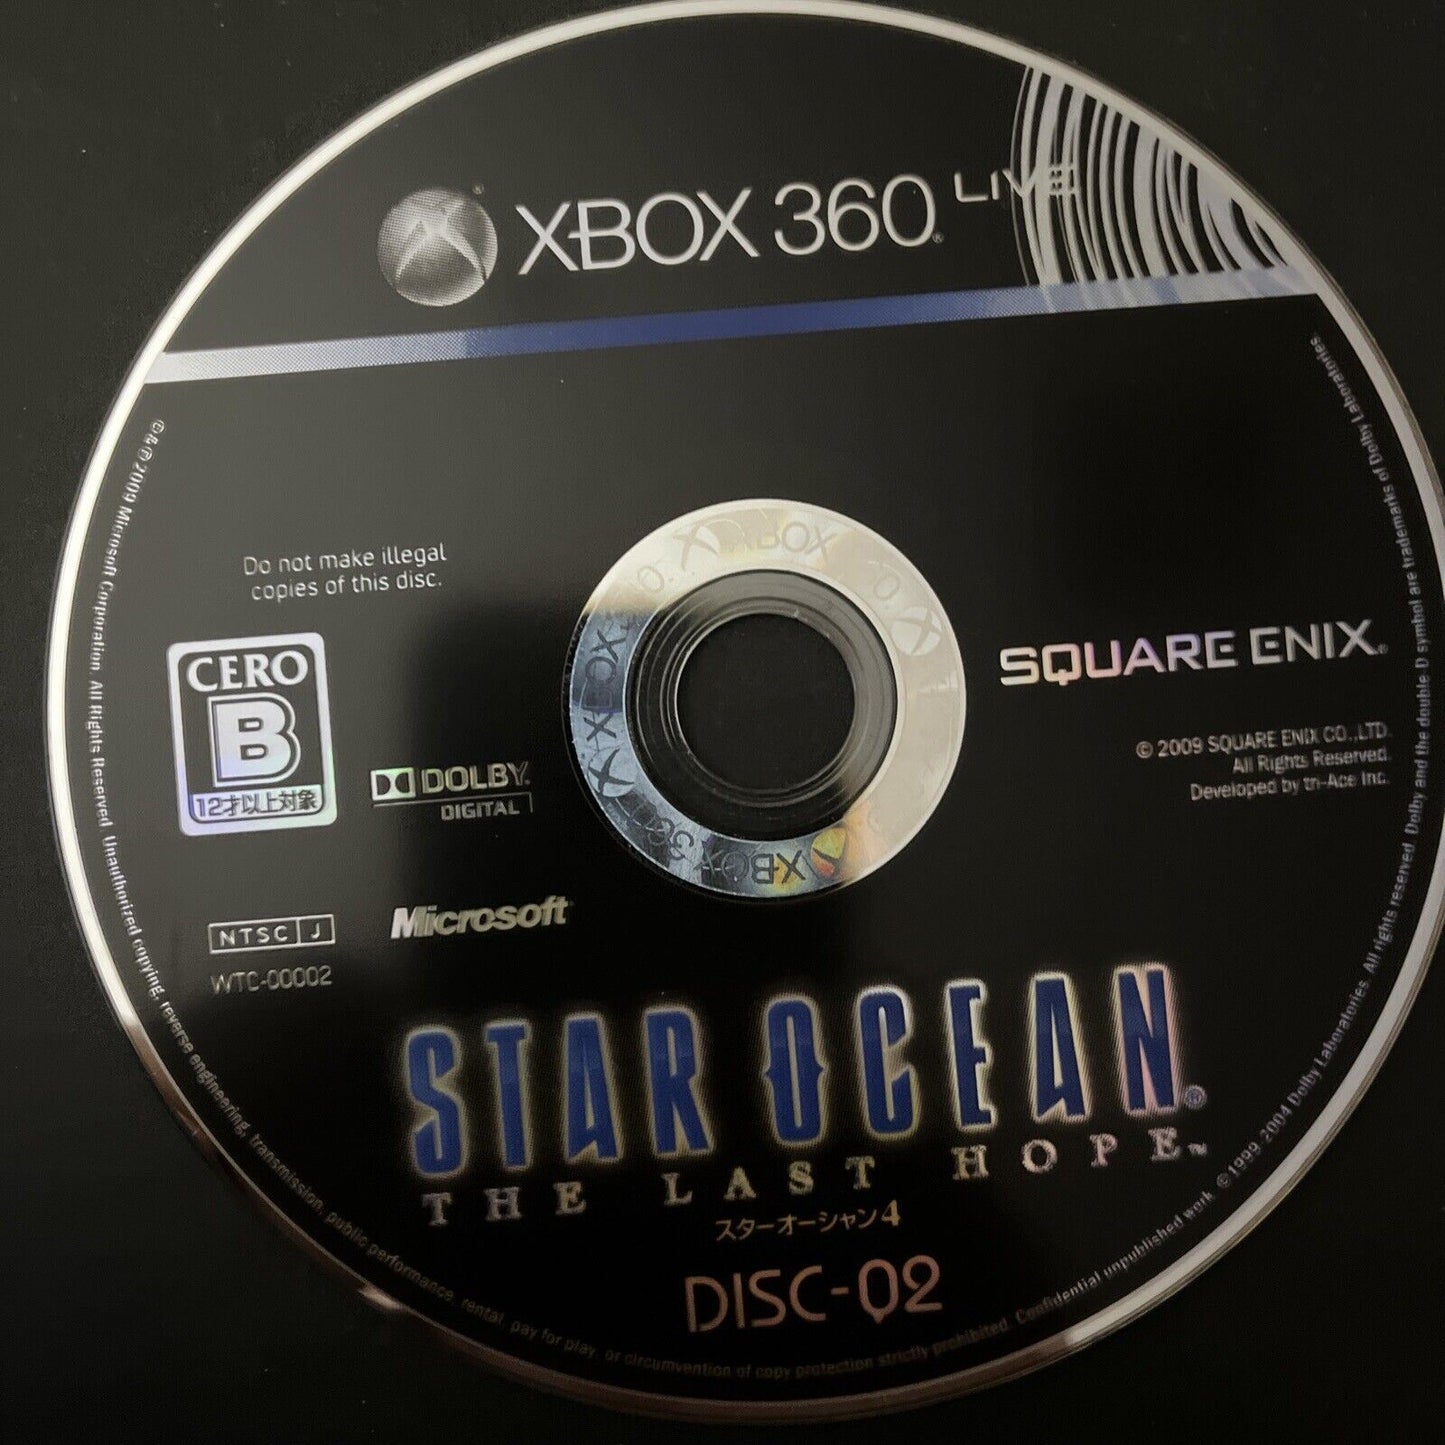 XBOX 360® LIVE
Do not make illegal
copies of this disc.
CERO
B
12才以上対象
DOLBY
DIGITAL
NTSC J
Microsoft®
WTC-00002
SQUARE ENIX®
© 2009 SQUARE ENIX CO.,LTD.
All Rights Reserved.
Developed by tri-Ace Inc.
XBOX 360
STAR OCEAN®
THE LAST HOPE™
スターオーシャン4
DISC-02
©&℗2009 Microsoft Corporation. All Rights Reserved. Unauthorized copying, reverse engineering, transmission, public performance, rental, pay for play, or circumvention of copy protection strictly prohibited. Confidential unpublished work. ©1999-2004 Dolby Laboratories. All rights reserved. Dolby and the double D symbol are trademarks of Dolby Laboratories.